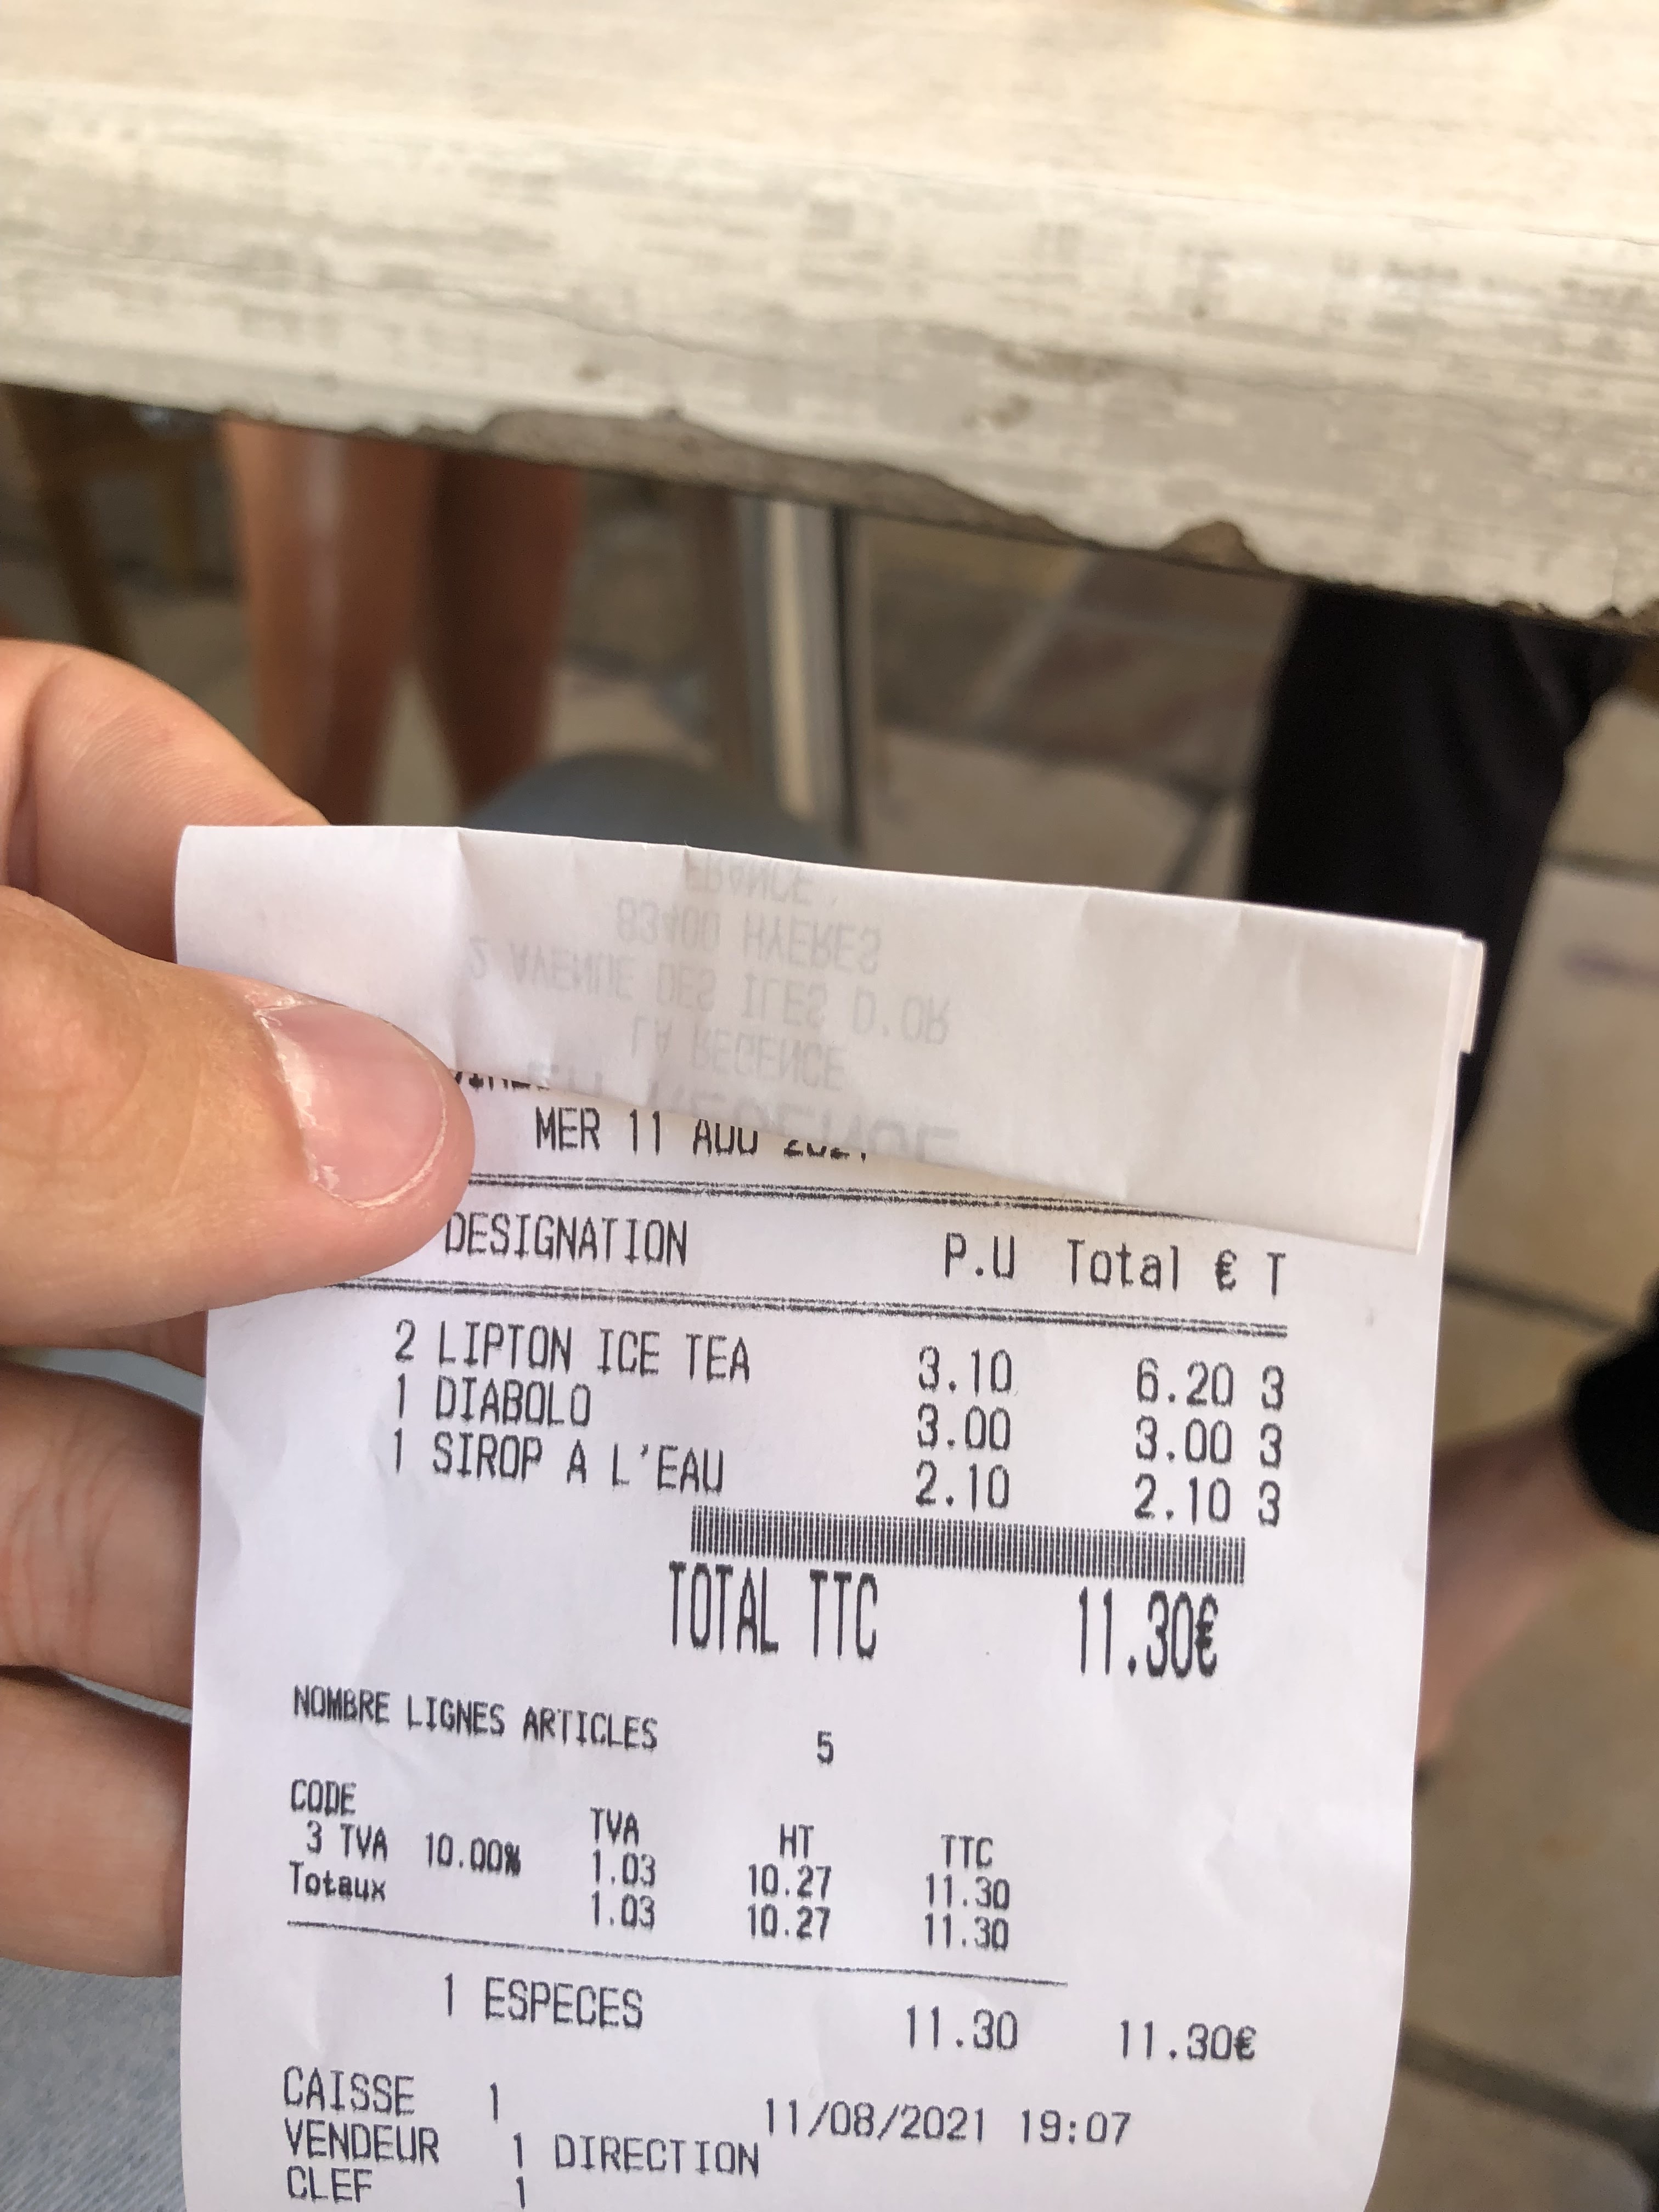 FRANCE
83400 HYERES
2 AVENUE DES ILES D'OR
LA REGENCE
REGENCE
MER 11 AOU 2021
DESIGNATION P.U Total € T
2 LIPTON ICE TEA 3.10 6.20 3
1 DIABOLO 3.00 3.00 3
1 SIROP A L'EAU 2.10 2.10 3
TOTAL TTC 11.30€
NOMBRE LIGNES ARTICLES 5
CODE TVA HT TTC
3 TVA 10.00% 1.03 10.27 11.30
Totaux 1.03 10.27 11.30
1 ESPECES 11.30 11.30€
CAISSE 1 11/08/2021 19:07
VENDEUR 1 DIRECTION
CLEF 1